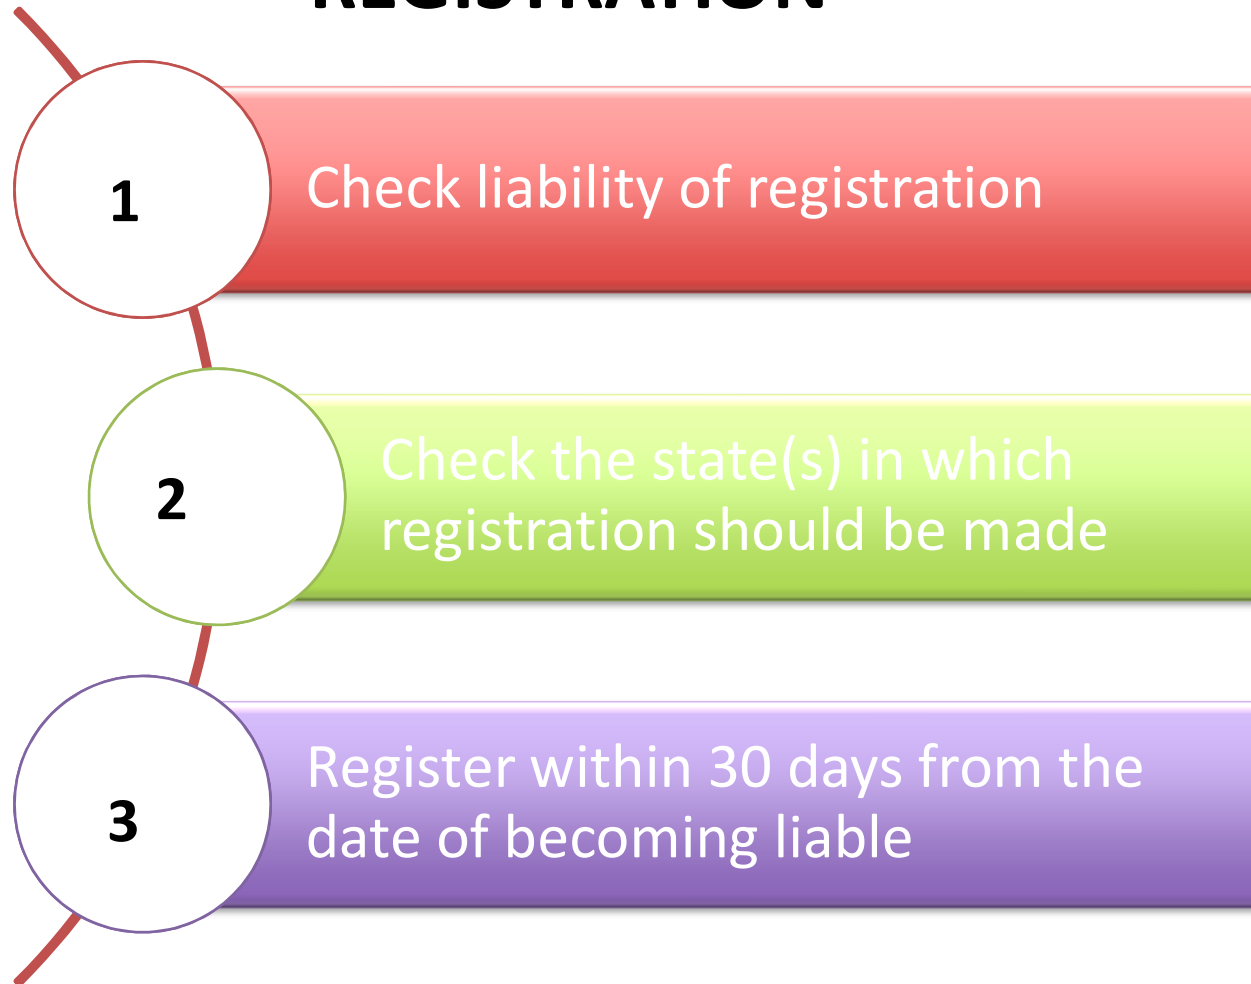 REGISTRATION
1
Check liability of registration
2
Check the state(s) in which
registration should be made
3
Register within 30 days from the
date of becoming liable